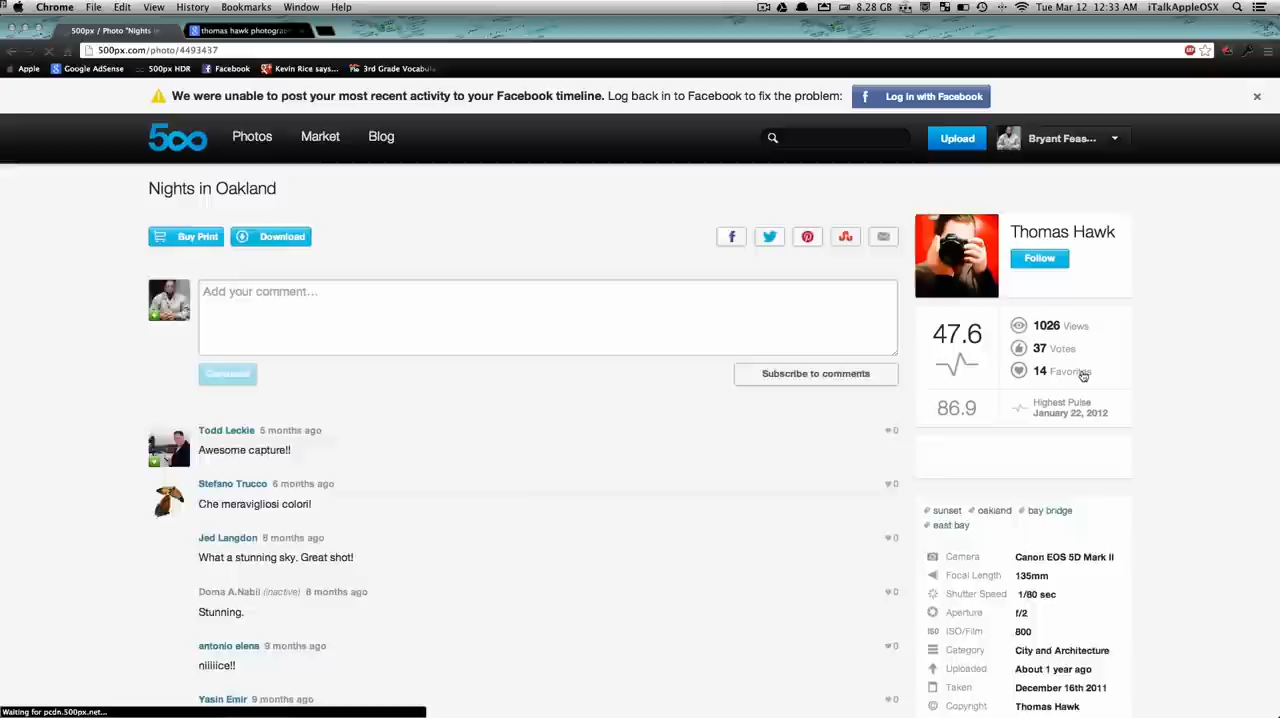 Chrome File Edit View History Bookmarks Window Help 8.28 GB Tue Mar 12 12:33 AM iTalkAppleOSX
500px / Photo "Nights in thomas hawk photogra
500px.com/photo/4493437
Apple Google AdSense 500PX HDR Facebook Kevin Rice says... 3rd Grade Vocabul
We were unable to post your most recent activity to your Facebook timeline. Log back in to Facebook to fix the problem: f Log in with Facebook ×
500 Photos Market Blog Upload Bryant Feas...
Nights in Oakland
Buy Print Download
Thomas Hawk
Follow
Add your comment...
47.6
1026 Views
37 Votes
14 Favorites
Comment Subscribe to comments
86.9
Highest Pulse
January 22, 2012
Todd Leckie 5 months ago 0
Awesome capture!!
Stefano Trucco 6 months ago 0
Che meravigliosi colori!
Jed Langdon 8 months ago 0
What a stunning sky. Great shot!
Doma A.Nabil (inactive) 8 months ago 0
Stunning.
antonio elena 9 months ago 0
niiiiice!!
Yasin Emir 9 months ago 0
sunset oakland bay bridge
east bay
Camera Canon EOS 5D Mark II
Focal Length 135mm
Shutter Speed 1/80 sec
Aperture f/2
ISO ISO/Film 800
Category City and Architecture
Uploaded About 1 year ago
Taken December 16th 2011
Copyright Thomas Hawk
Waiting for pcdn.500px.net...